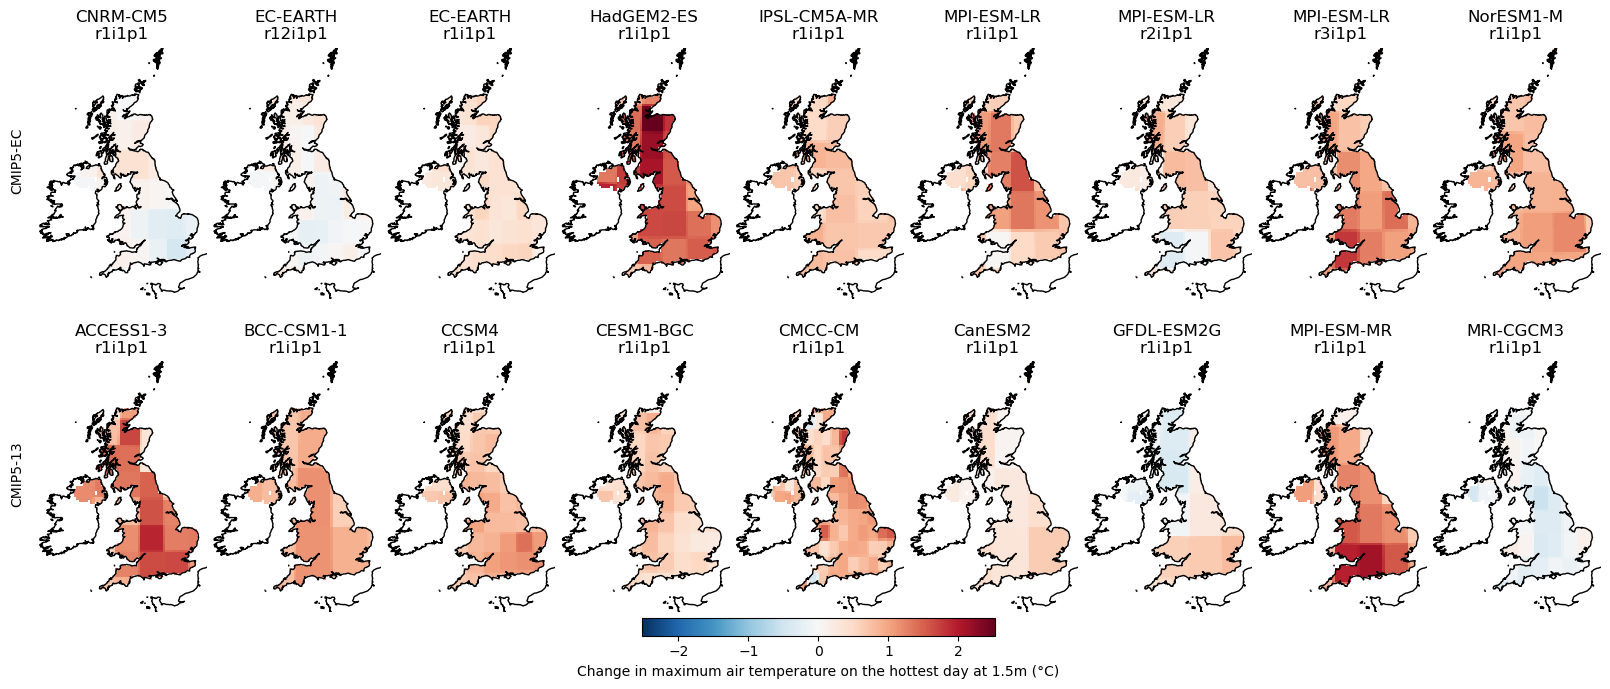 CNRM-CM5
r1i1p1
EC-EARTH
r12i1p1
EC-EARTH
r1i1p1
HadGEM2-ES
r1i1p1
IPSL-CM5A-MR
r1i1p1
MPI-ESM-LR
r1i1p1
MPI-ESM-LR
r2i1p1
MPI-ESM-LR
r3i1p1
NorESM1-M
r1i1p1
CMIP5-EC
ACCESS1-3
r1i1p1
BCC-CSM1-1
r1i1p1
CCSM4
r1i1p1
CESM1-BGC
r1i1p1
CMCC-CM
r1i1p1
CanESM2
r1i1p1
GFDL-ESM2G
r1i1p1
MPI-ESM-MR
r1i1p1
MRI-CGCM3
r1i1p1
CMIP5-13
−2 −1 0 1 2
Change in maximum air temperature on the hottest day at 1.5m (°C)